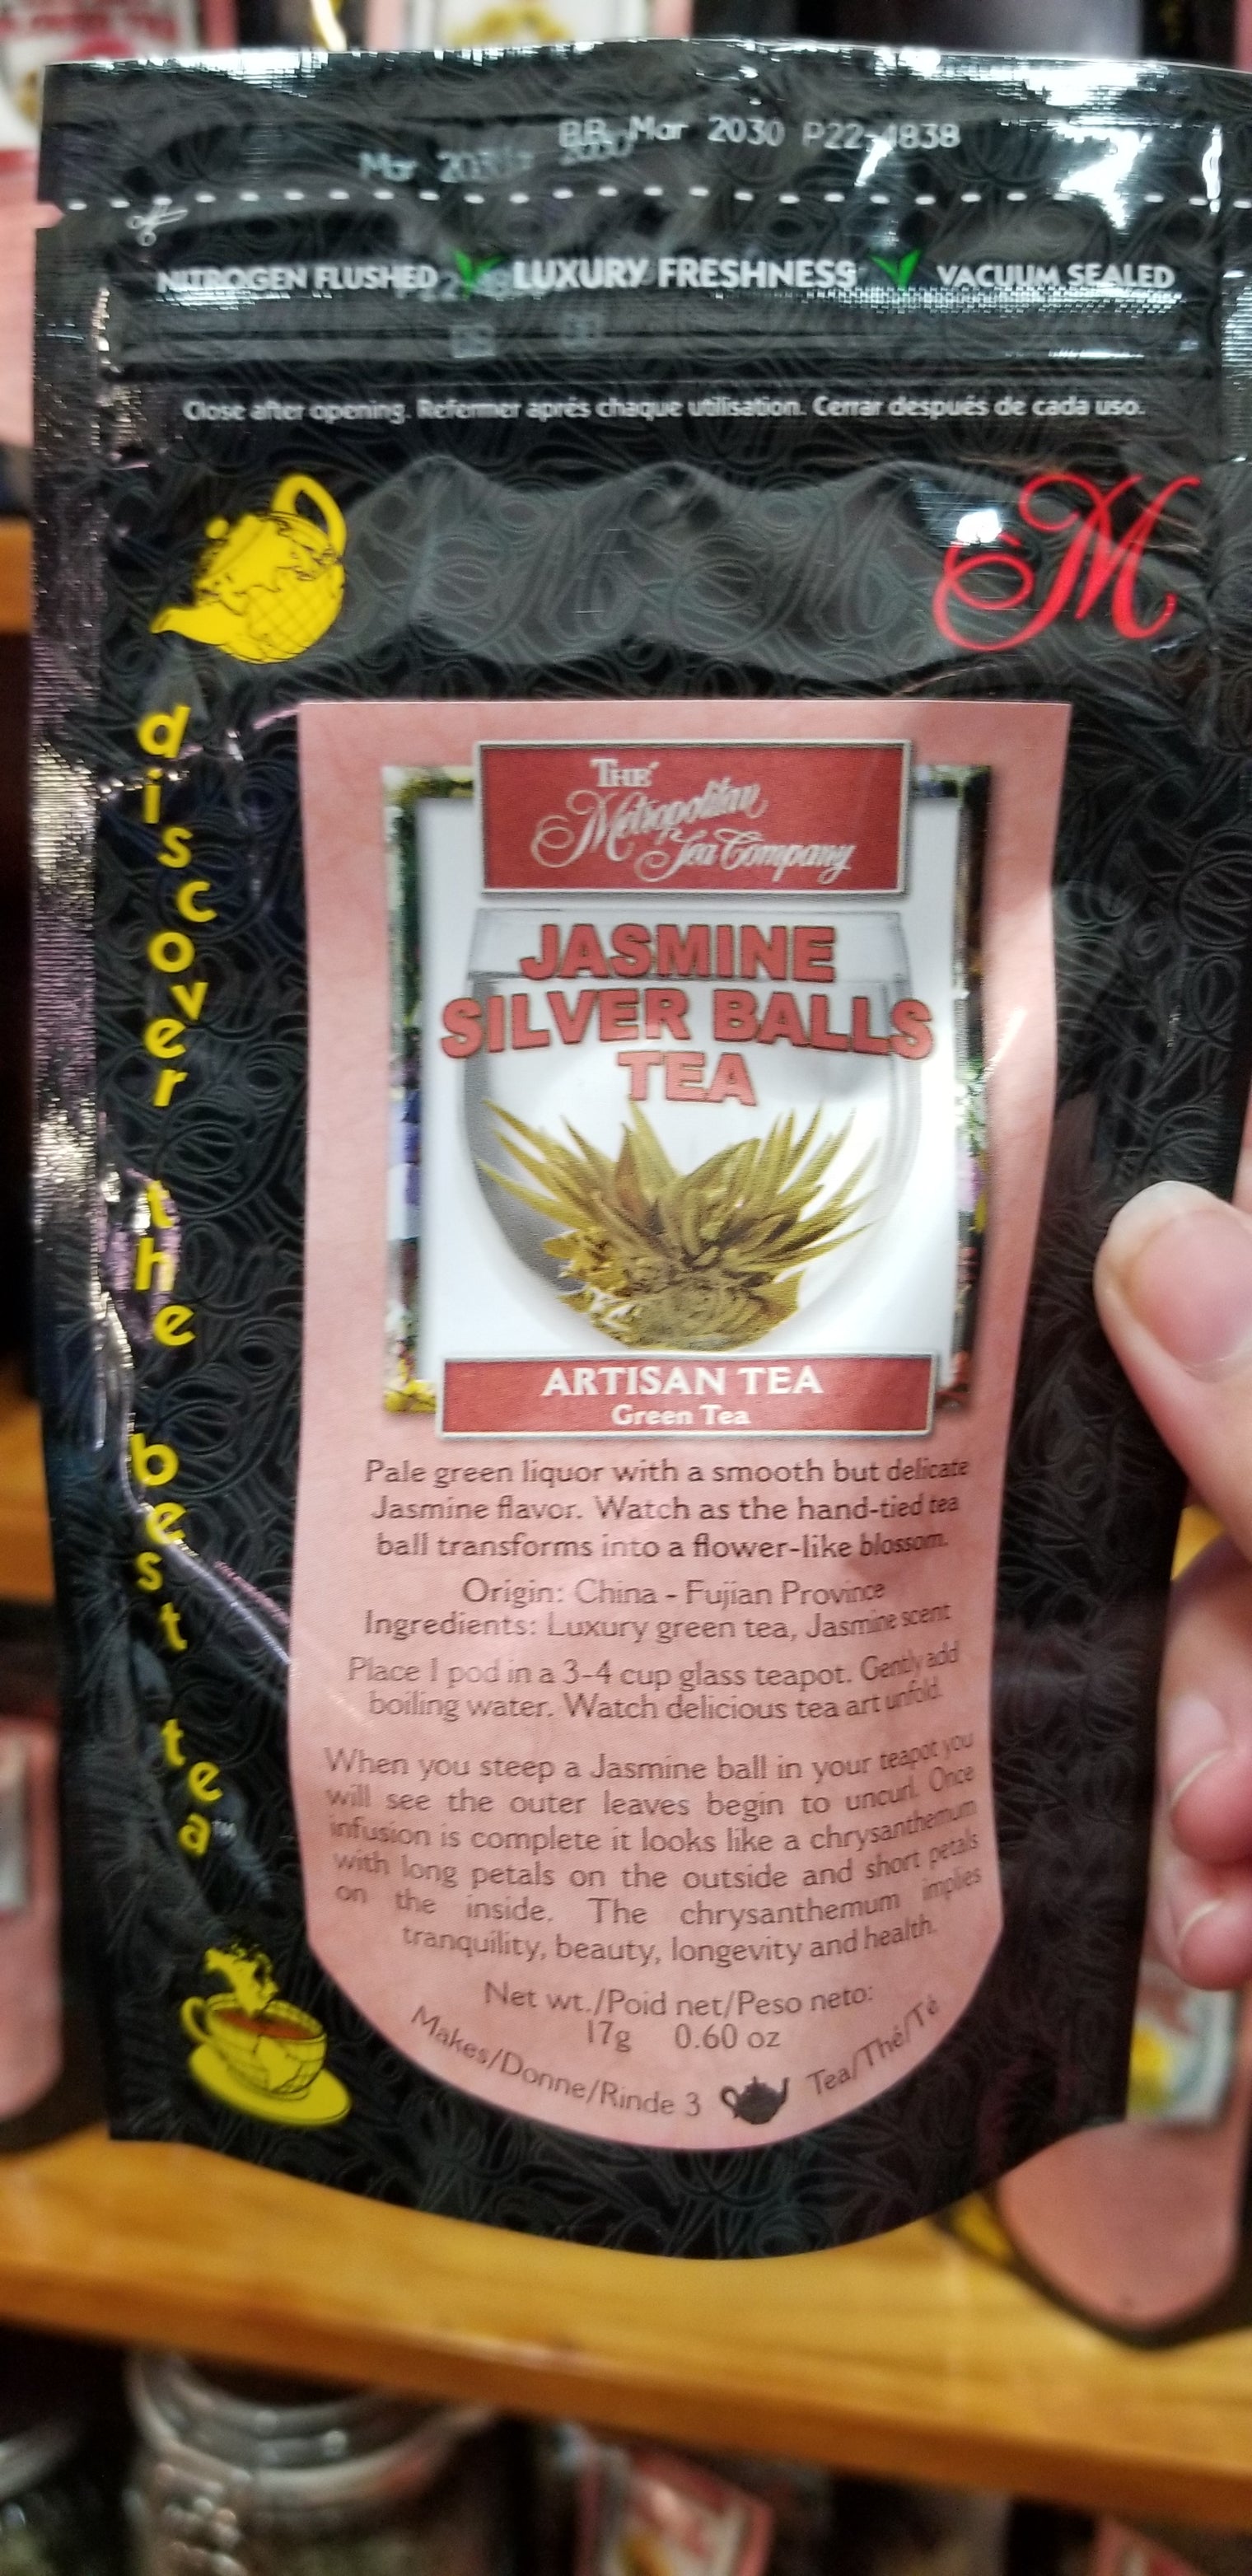 BB Mar 2030 P22-4838
NITROGEN FLUSHED LUXURY FRESHNESS VACUUM SEALED
Close after opening. Refermer aprés chaque utilisation. Cerrar después de cada uso.
M
discover the best tea™
THE
Metropolitan
Tea Company
JASMINE
SILVER BALLS
TEA
ARTISAN TEA
Green Tea
Pale green liquor with a smooth but delicate
Jasmine flavor. Watch as the hand-tied tea
ball transforms into a flower-like blossom.
Origin: China - Fujian Province
Ingredients: Luxury green tea, Jasmine scent
Place 1 pod in a 3-4 cup glass teapot. Gently add
boiling water. Watch delicious tea art unfold.
When you steep a Jasmine ball in your teapot you
will see the outer leaves begin to uncurl. Once
infusion is complete it looks like a chrysanthemum
with long petals on the outside and short petals
on the inside. The chrysanthemum implies
tranquility, beauty, longevity and health.
Net wt./Poid net/Peso neto:
17g 0.60 oz
Makes/Donne/Rinde 3 Tea/Thé/Té